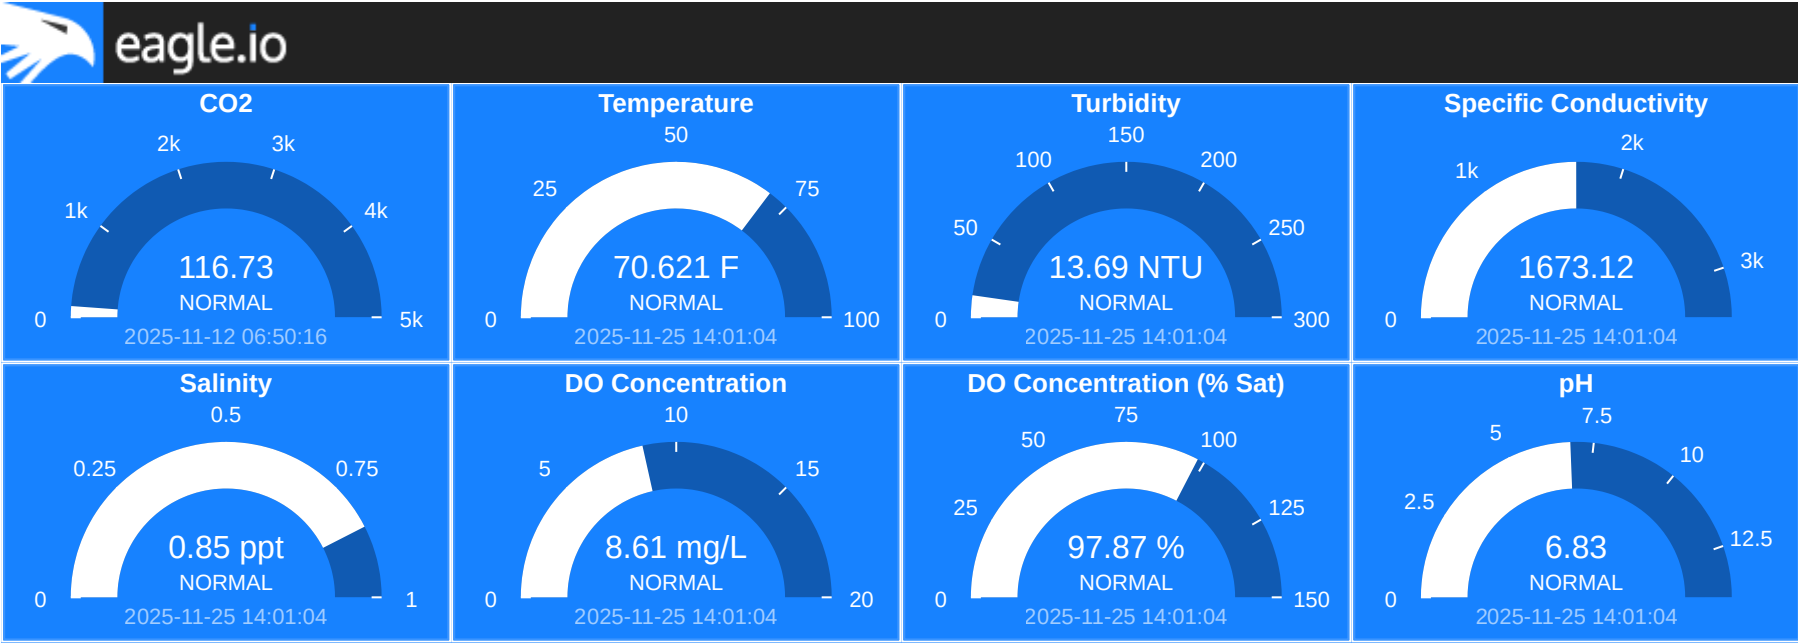 eagle.io
CO2
2k 3k
1k 4k
116.73
NORMAL
0 5k
2025-11-12 06:50:16
Temperature
50
25 75
70.621 F
NORMAL
0 100
2025-11-25 14:01:04
Turbidity
150
100 200
50 250
13.69 NTU
NORMAL
0 300
2025-11-25 14:01:04
Specific Conductivity
2k
1k
3k
1673.12
NORMAL
0
2025-11-25 14:01:04
Salinity
0.5
0.25 0.75
0.85 ppt
NORMAL
0 1
2025-11-25 14:01:04
DO Concentration
10
5 15
8.61 mg/L
NORMAL
0 20
2025-11-25 14:01:04
DO Concentration (% Sat)
75
50 100
25 125
97.87 %
NORMAL
0 150
2025-11-25 14:01:04
pH
7.5
5 10
2.5 12.5
6.83
NORMAL
0
2025-11-25 14:01:04